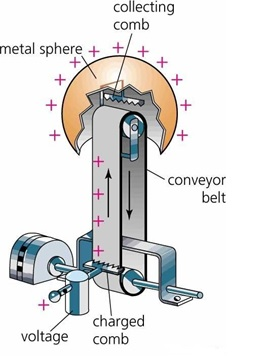 collecting
comb
metal sphere
conveyor
belt
voltage
charged
comb